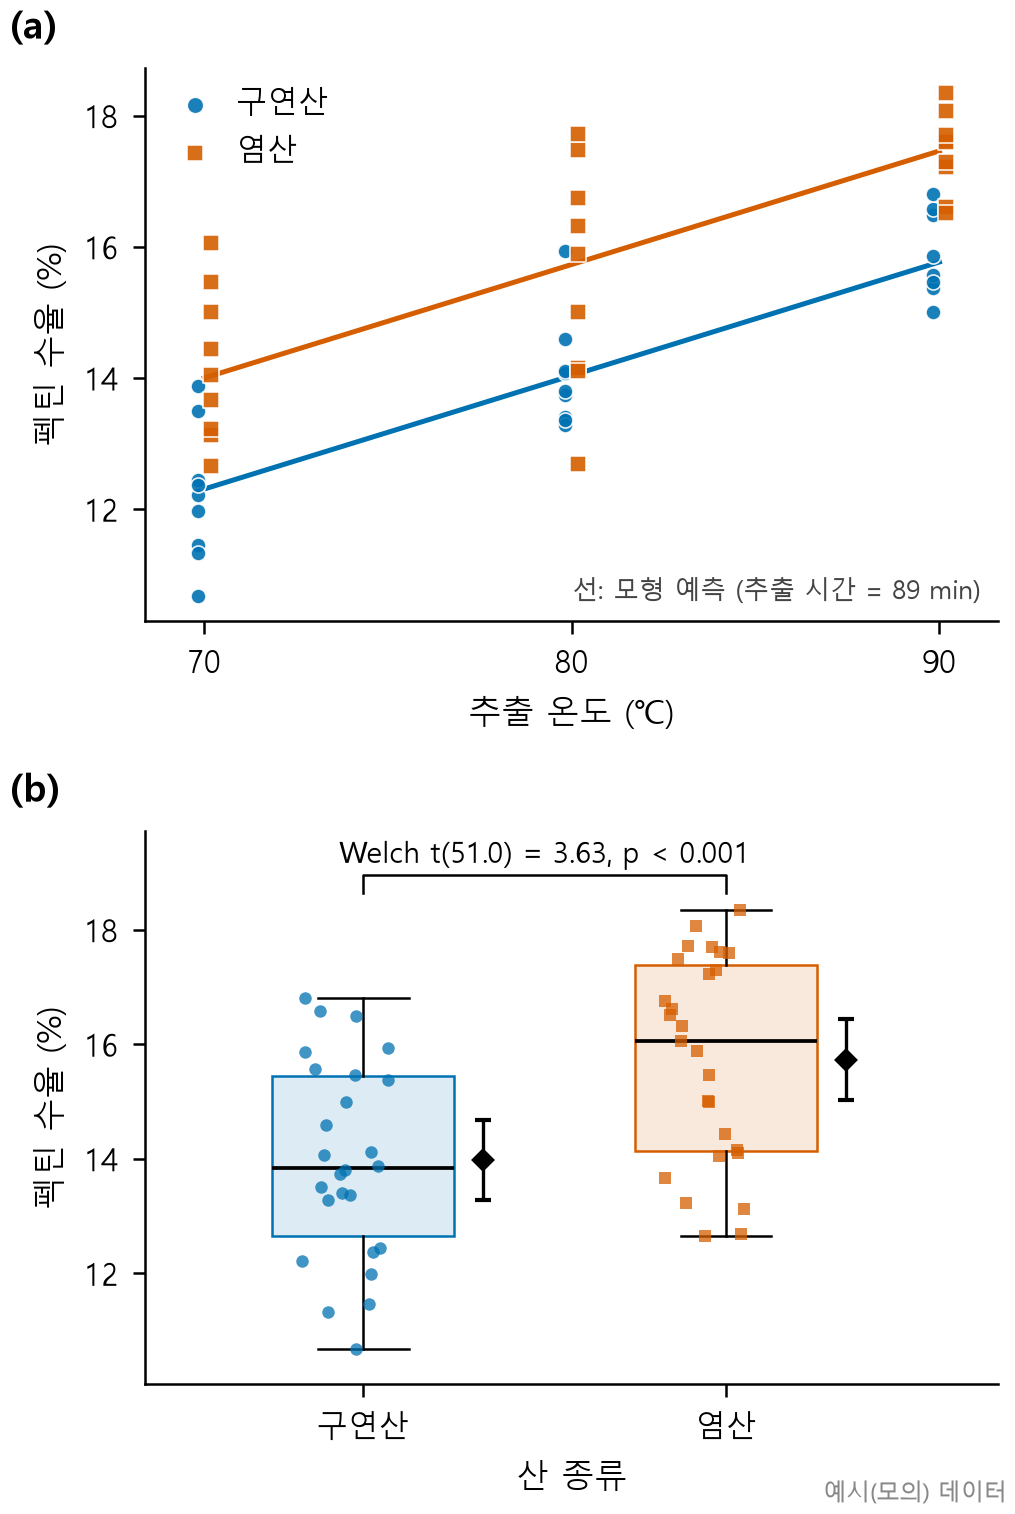 (a)
구연산
염산
18
16
14
12
펙틴 수율 (%)
선: 모형 예측 (추출 시간 = 89 min)
70 80 90
추출 온도 (℃)
(b)
Welch t(51.0) = 3.63, p < 0.001
18
16
14
12
펙틴 수율 (%)
구연산 염산
산 종류
예시(모의) 데이터